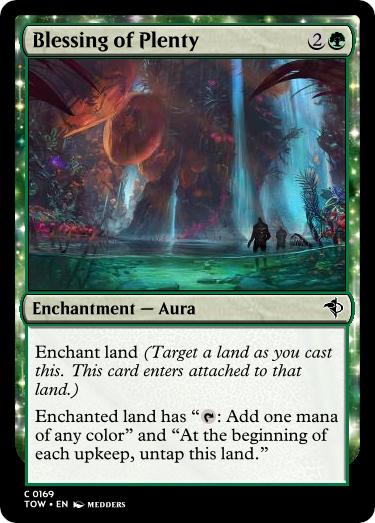 Blessing of Plenty 2
Enchantment — Aura
Enchant land (Target a land as you cast
this. This card enters attached to that
land.)
Enchanted land has “: Add one mana
of any color” and “At the beginning of
each upkeep, untap this land.”
C 0169
TOW • EN MEDDERS